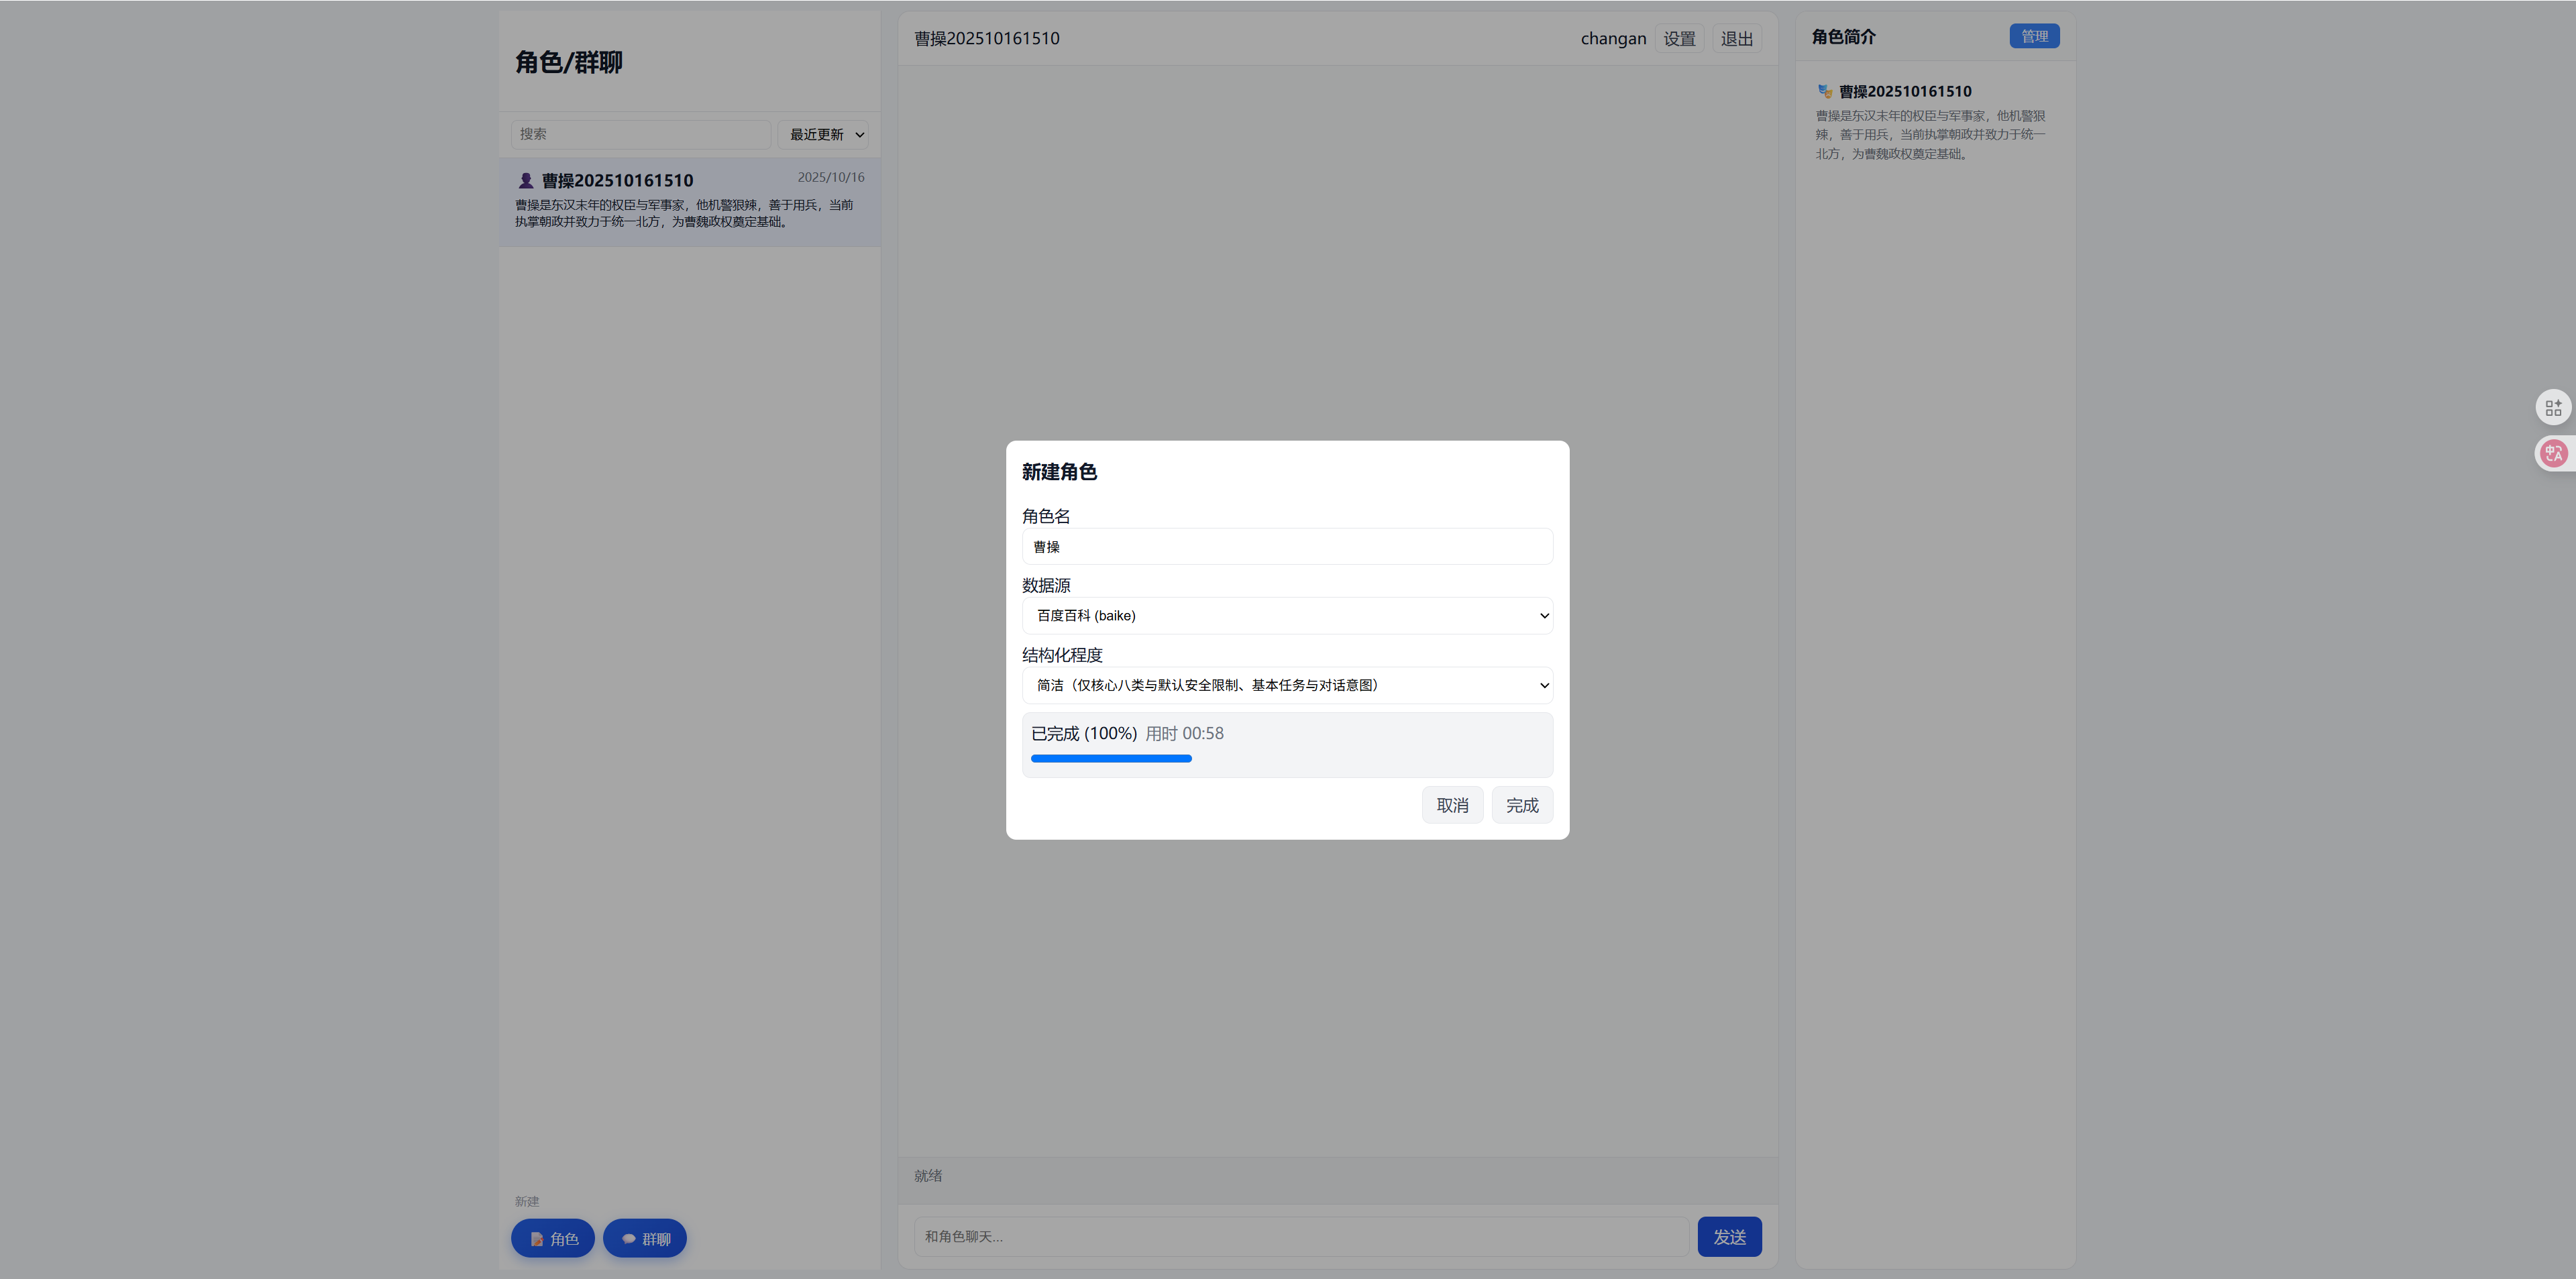 角色/群聊
搜索
最近更新
曹操202510161510
2025/10/16
曹操是东汉末年的权臣与军事家，他机警狠辣，善于用兵，当前
执掌朝政并致力于统一北方，为曹魏政权奠定基础。
新建
角色
群聊
曹操202510161510
changan
设置
退出
新建角色
角色名
曹操
数据源
百度百科 (baike)
结构化程度
简洁（仅核心八类与默认安全限制、基本任务与对话意图）
已完成 (100%) 用时 00:58
取消
完成
就绪
和角色聊天...
发送
角色简介
管理
曹操202510161510
曹操是东汉末年的权臣与军事家，他机警狠
辣，善于用兵，当前执掌朝政并致力于统一
北方，为曹魏政权奠定基础。
中A